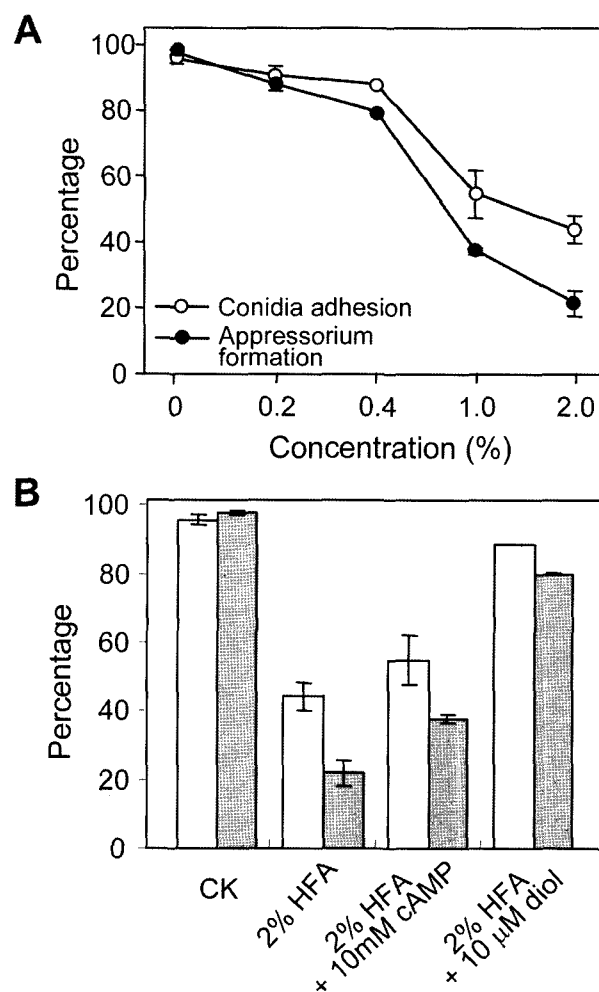 A
100
80
60
40
20
0
Percentage
Conidia adhesion
Appressorium
formation
0 0.2 0.4 1.0 2.0
Concentration (%)
B
100
80
60
40
20
0
Percentage
CK
2% HFA
2% HFA
+ 10mM cAMP
2% HFA
+ 10 µM diol